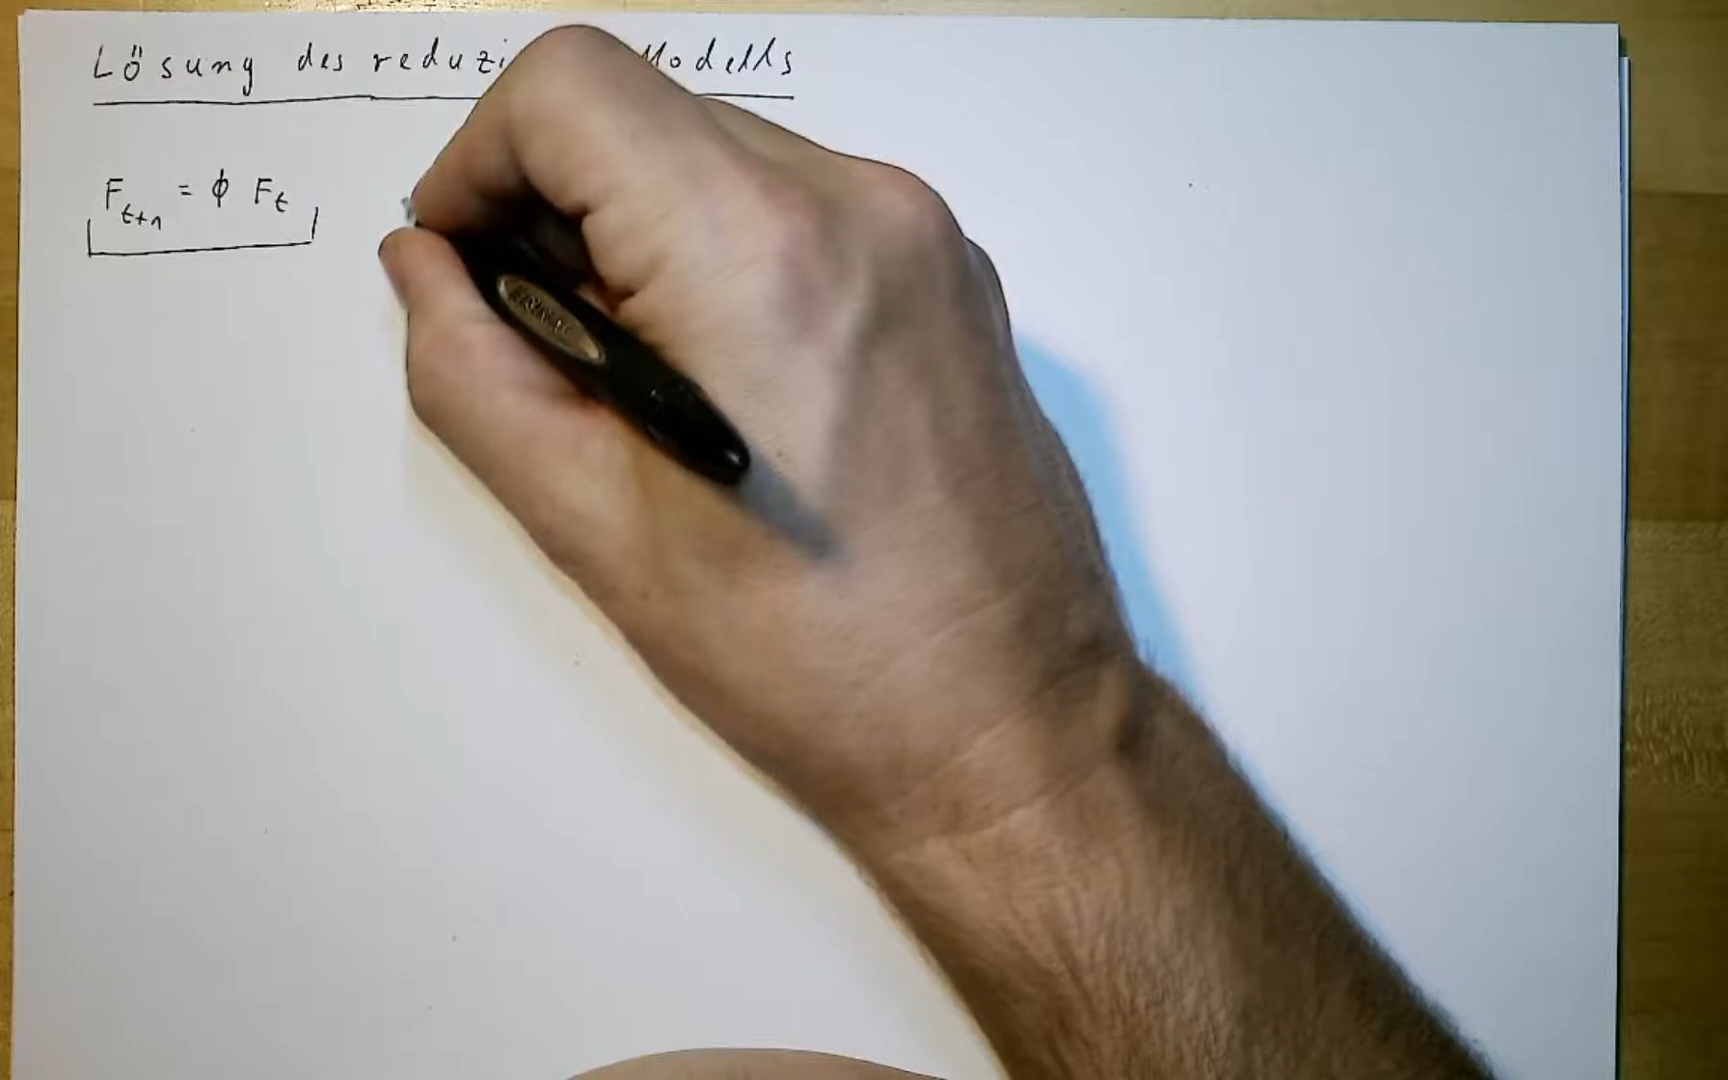 Lösung des reduzi Modells
F_{t+1} = ϕ F_t